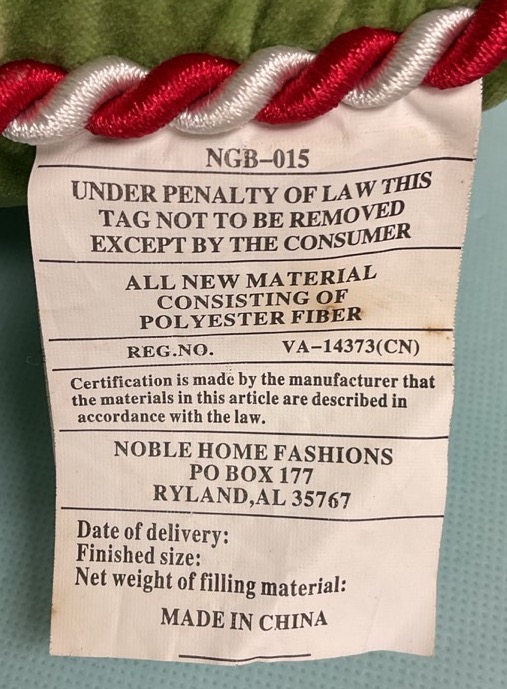 NGB-015
UNDER PENALTY OF LAW THIS
TAG NOT TO BE REMOVED
EXCEPT BY THE CONSUMER
ALL NEW MATERIAL
CONSISTING OF
POLYESTER FIBER
REG.NO. VA-14373(CN)
Certification is made by the manufacturer that
the materials in this article are described in
accordance with the law.
NOBLE HOME FASHIONS
PO BOX 177
RYLAND,AL 35767
Date of delivery:
Finished size:
Net weight of filling material:
MADE IN CHINA